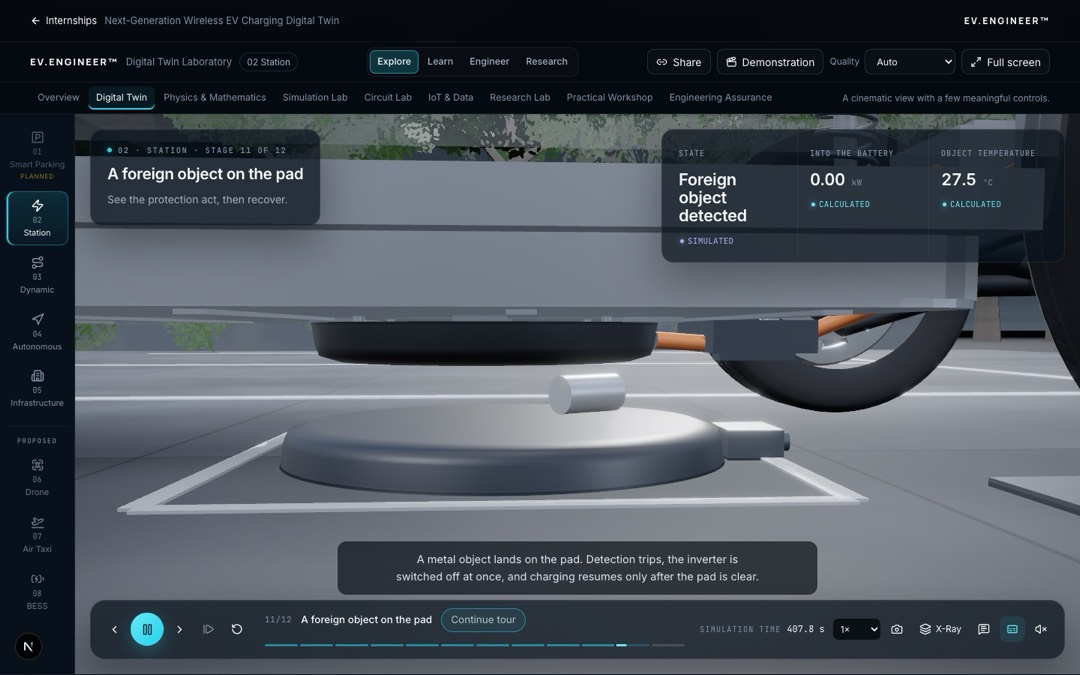 Internships Next-Generation Wireless EV Charging Digital Twin EV.ENGINEER™
EV.ENGINEER™ Digital Twin Laboratory 02 Station Explore Learn Engineer Research Share Demonstration Quality Auto Full screen
Overview Digital Twin Physics & Mathematics Simulation Lab Circuit Lab IoT & Data Research Lab Practical Workshop Engineering Assurance A cinematic view with a few meaningful controls.
01
Smart Parking
PLANNED
02
Station
03
Dynamic
04
Autonomous
05
Infrastructure
PROPOSED
06
Drone
07
Air Taxi
08
BESS
N
02 · STATION · STAGE 11 OF 12
A foreign object on the pad
See the protection act, then recover.
STATE
Foreign
object
detected
SIMULATED
INTO THE BATTERY
0.00 kW
CALCULATED
OBJECT TEMPERATURE
27.5 °C
CALCULATED
A metal object lands on the pad. Detection trips, the inverter is
switched off at once, and charging resumes only after the pad is clear.
11/12 A foreign object on the pad Continue tour
SIMULATION TIME 407.8 s 1× X-Ray